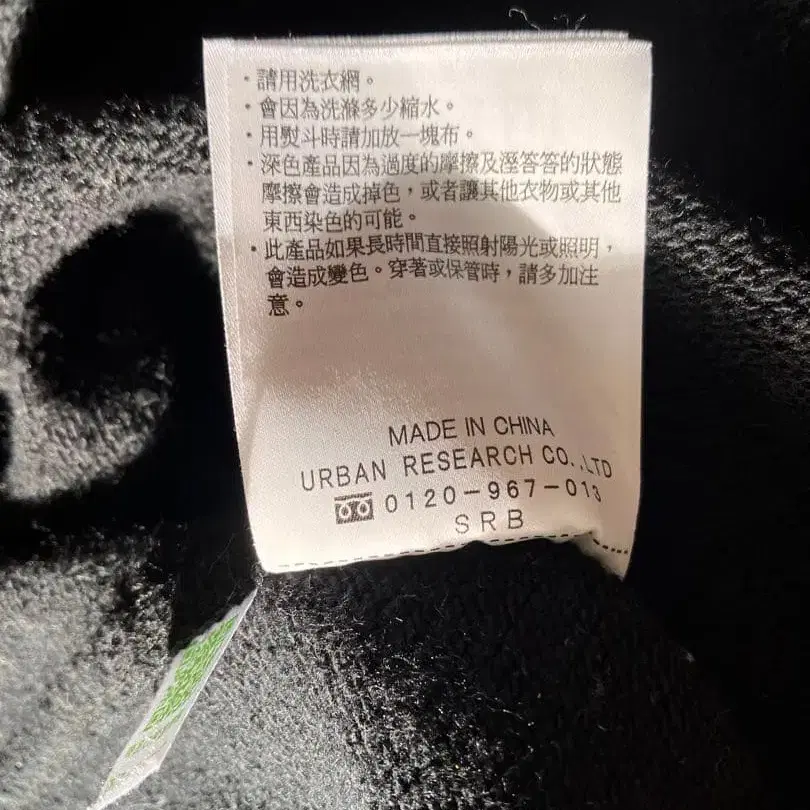 ・請用洗衣網。
・會因為洗滌多少縮水。
・用熨斗時請加放一塊布。
・深色產品因為過度的摩擦及溼答答的狀態
摩擦會造成掉色，或者讓其他衣物或其他
東西染色的可能。
・此產品如果長時間直接照射陽光或照明，
會造成變色。穿著或保管時，請多加注
意。
MADE IN CHINA
URBAN RESEARCH CO.,LTD
0120-967-013
SRB